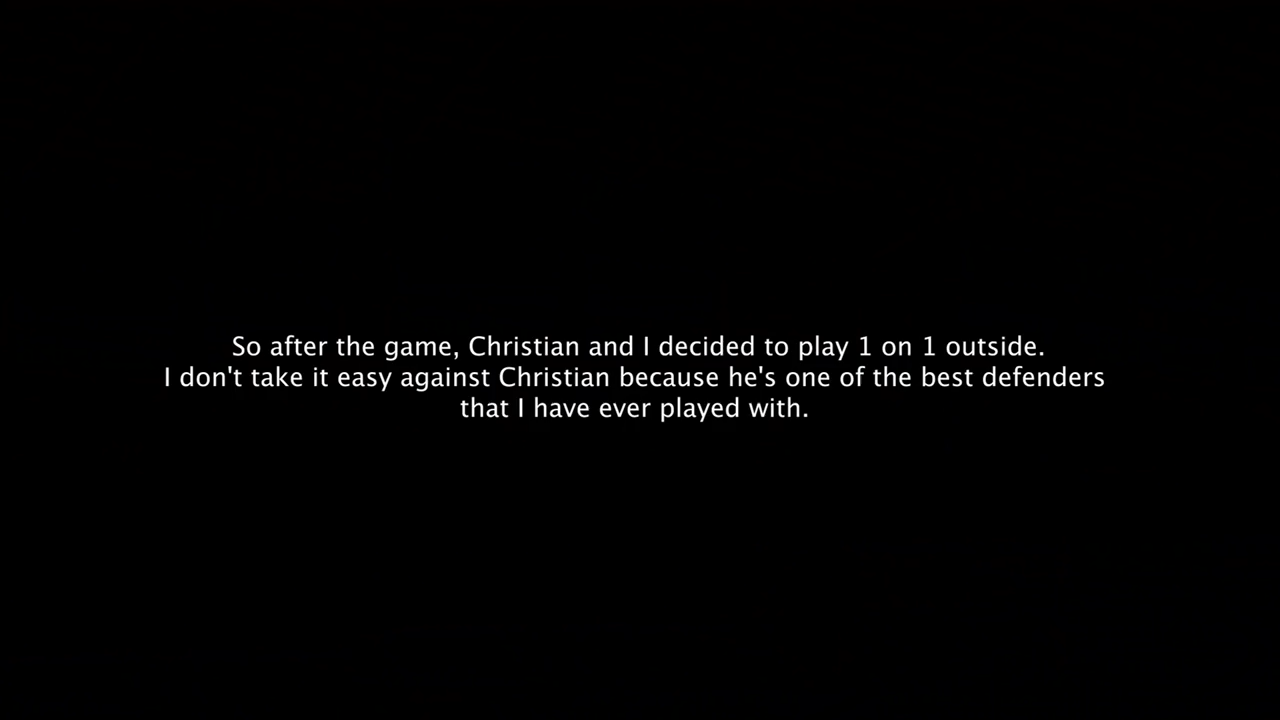 So after the game, Christian and I decided to play 1 on 1 outside.
I don't take it easy against Christian because he's one of the best defenders
that I have ever played with.